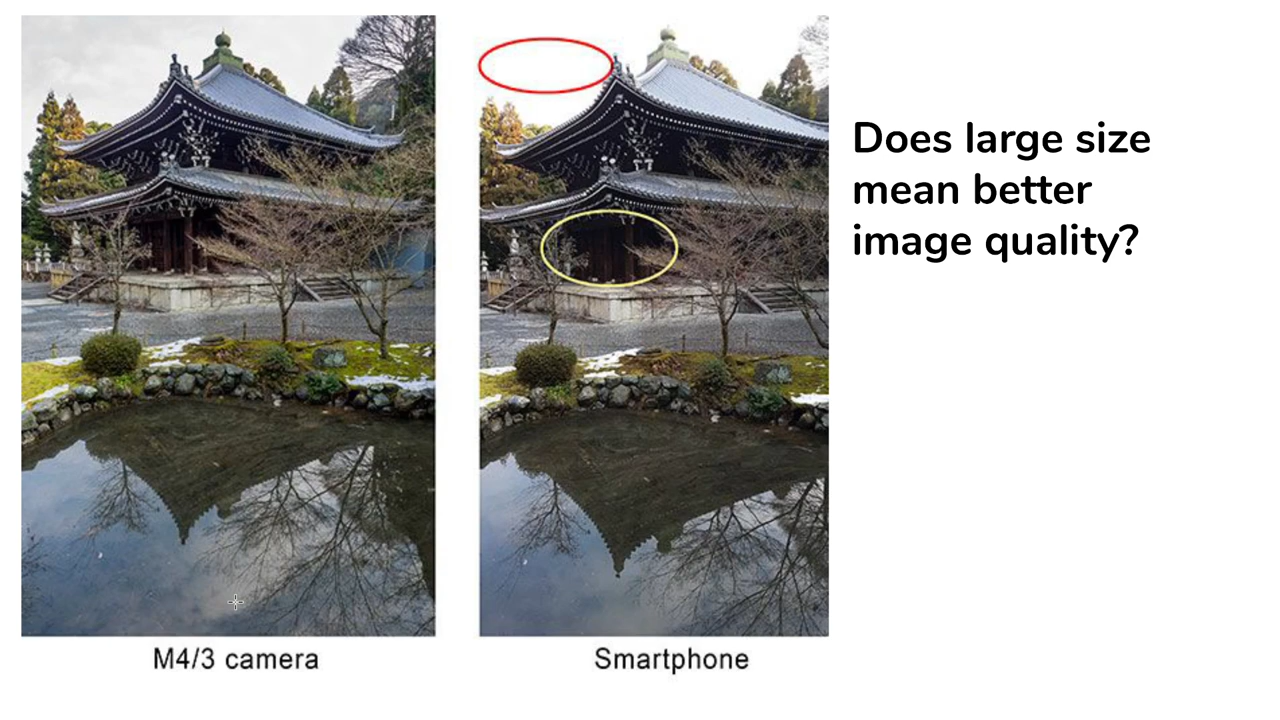 Does large size
mean better
image quality?
M4/3 camera
Smartphone